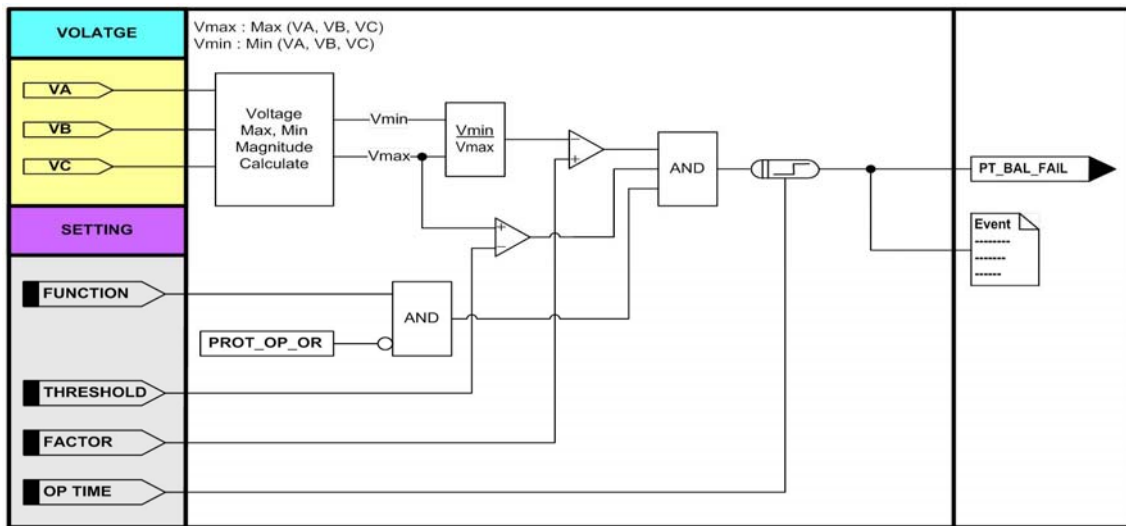 VOLATGE
Vmax : Max (VA, VB, VC)
Vmin : Min (VA, VB, VC)
VA
VB
VC
Voltage
Max, Min
Magnitude
Calculate
Vmin
Vmax
Vmin
Vmax
AND
PT_BAL_FAIL
SETTING
Event
--------
-------
------
FUNCTION
AND
PROT_OP_OR
THRESHOLD
FACTOR
OP TIME